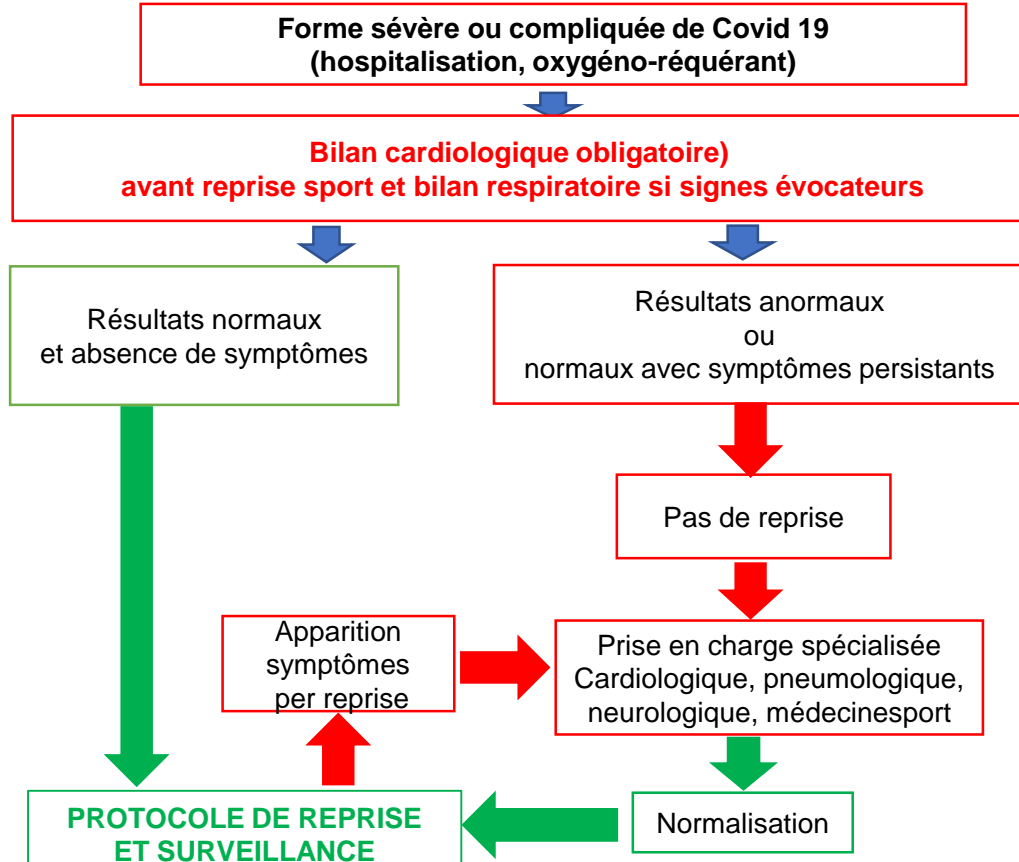 Forme sévère ou compliquée de Covid 19
(hospitalisation, oxygéno-réquérant)
Bilan cardiologique obligatoire)
avant reprise sport et bilan respiratoire si signes évocateurs
Résultats normaux
et absence de symptômes
Résultats anormaux
ou
normaux avec symptômes persistants
Pas de reprise
Apparition
symptômes
per reprise
Prise en charge spécialisée
Cardiologique, pneumologique,
neurologique, médecinesport
PROTOCOLE DE REPRISE
ET SURVEILLANCE
Normalisation